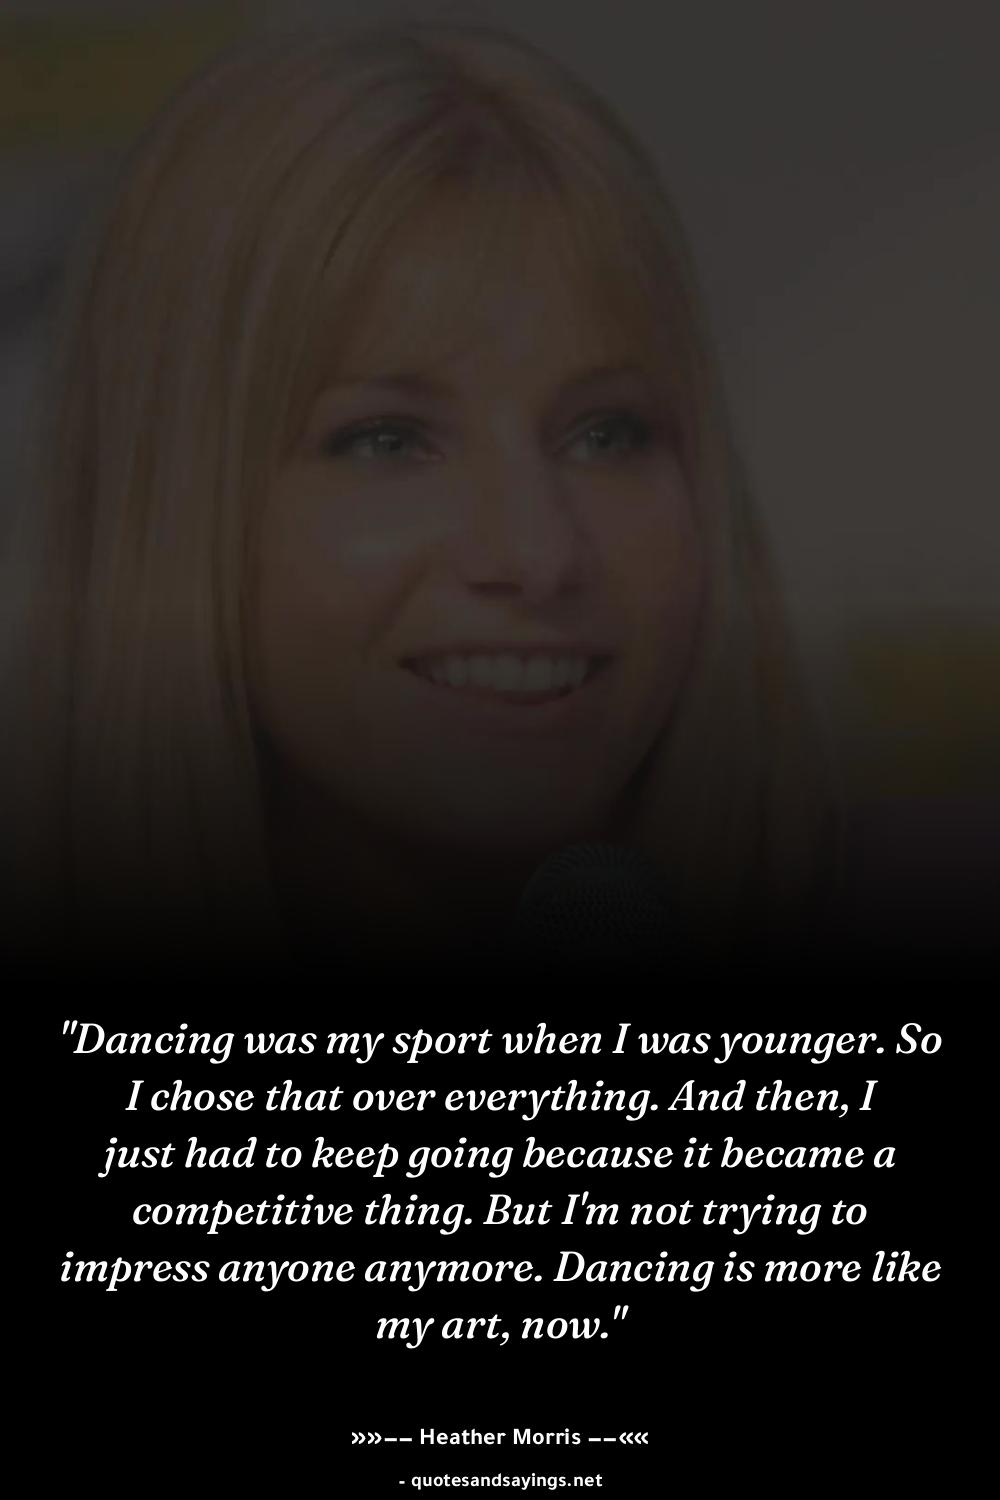 "Dancing was my sport when I was younger. So
I chose that over everything. And then, I
just had to keep going because it became a
competitive thing. But I'm not trying to
impress anyone anymore. Dancing is more like
my art, now."
»»−− Heather Morris −−««
- quotesandsayings.net